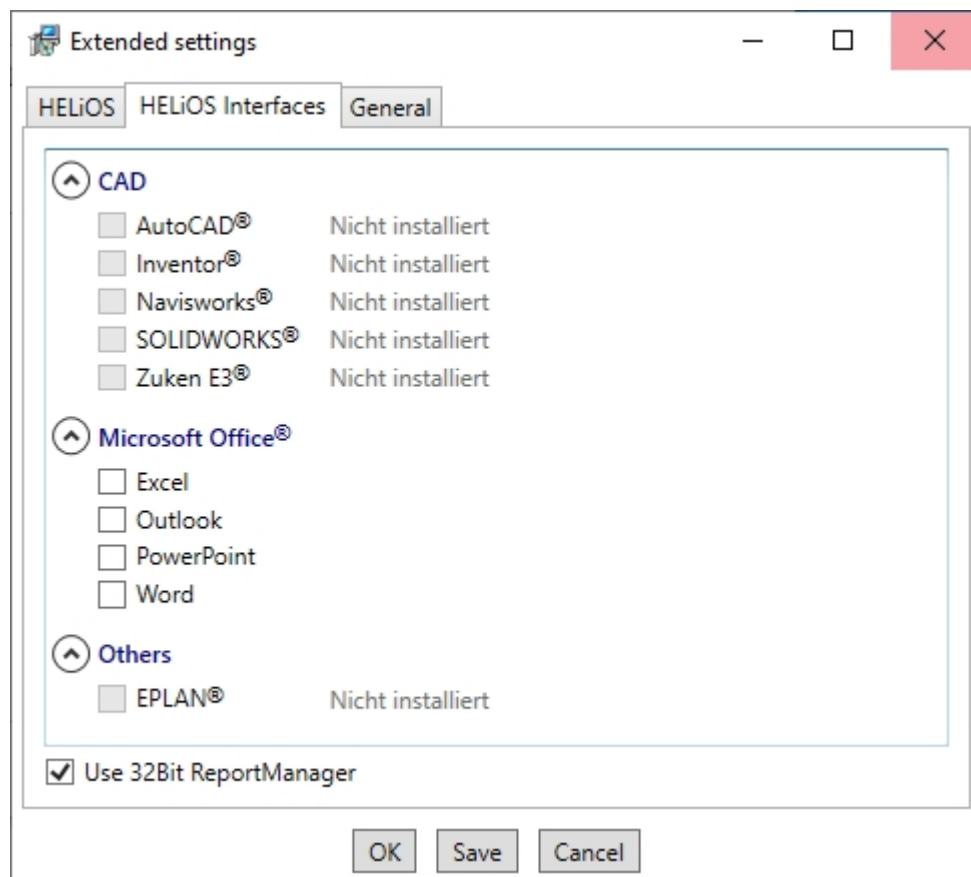 Extended settings
HELiOS HELiOS Interfaces General
CAD
AutoCAD® Nicht installiert
Inventor® Nicht installiert
Navisworks® Nicht installiert
SOLIDWORKS® Nicht installiert
Zuken E3® Nicht installiert
Microsoft Office®
Excel
Outlook
PowerPoint
Word
Others
EPLAN® Nicht installiert
Use 32Bit ReportManager
OK Save Cancel